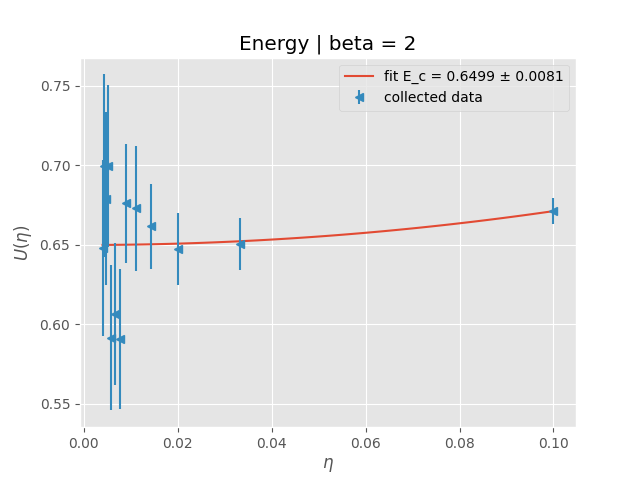 Energy | beta = 2
fit E_c = 0.6499 ± 0.0081
collected data
U(η)
0.75
0.70
0.65
0.60
0.55
0.00 0.02 0.04 0.06 0.08 0.10
η